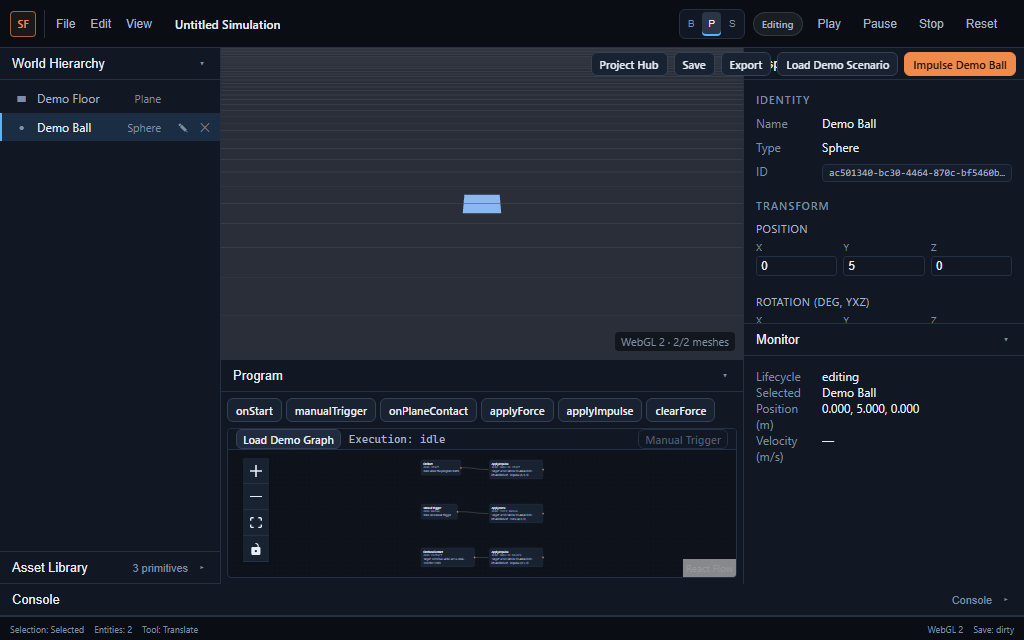 SF File Edit View Untitled Simulation B P S Editing Play Pause Stop Reset
World Hierarchy
Project Hub Save Export Load Demo Scenario Impulse Demo Ball
Demo Floor Plane
Demo Ball Sphere
IDENTITY
Name Demo Ball
Type Sphere
ID ac501340-bc30-4464-870c-bf5460b…
TRANSFORM
POSITION
X Y Z
0 5 0
ROTATION (DEG, YXZ)
X Y Z
WebGL 2 · 2/2 meshes
Monitor
Lifecycle editing
Selected Demo Ball
Position (m) 0.000, 5.000, 0.000
Velocity (m/s) —
Program
onStart manualTrigger onPlaneContact applyForce applyImpulse clearForce
Load Demo Graph Execution: idle Manual Trigger
React Flow
Asset Library 3 primitives
Console Console
Selection: Selected Entities: 2 Tool: Translate WebGL 2 Save: dirty